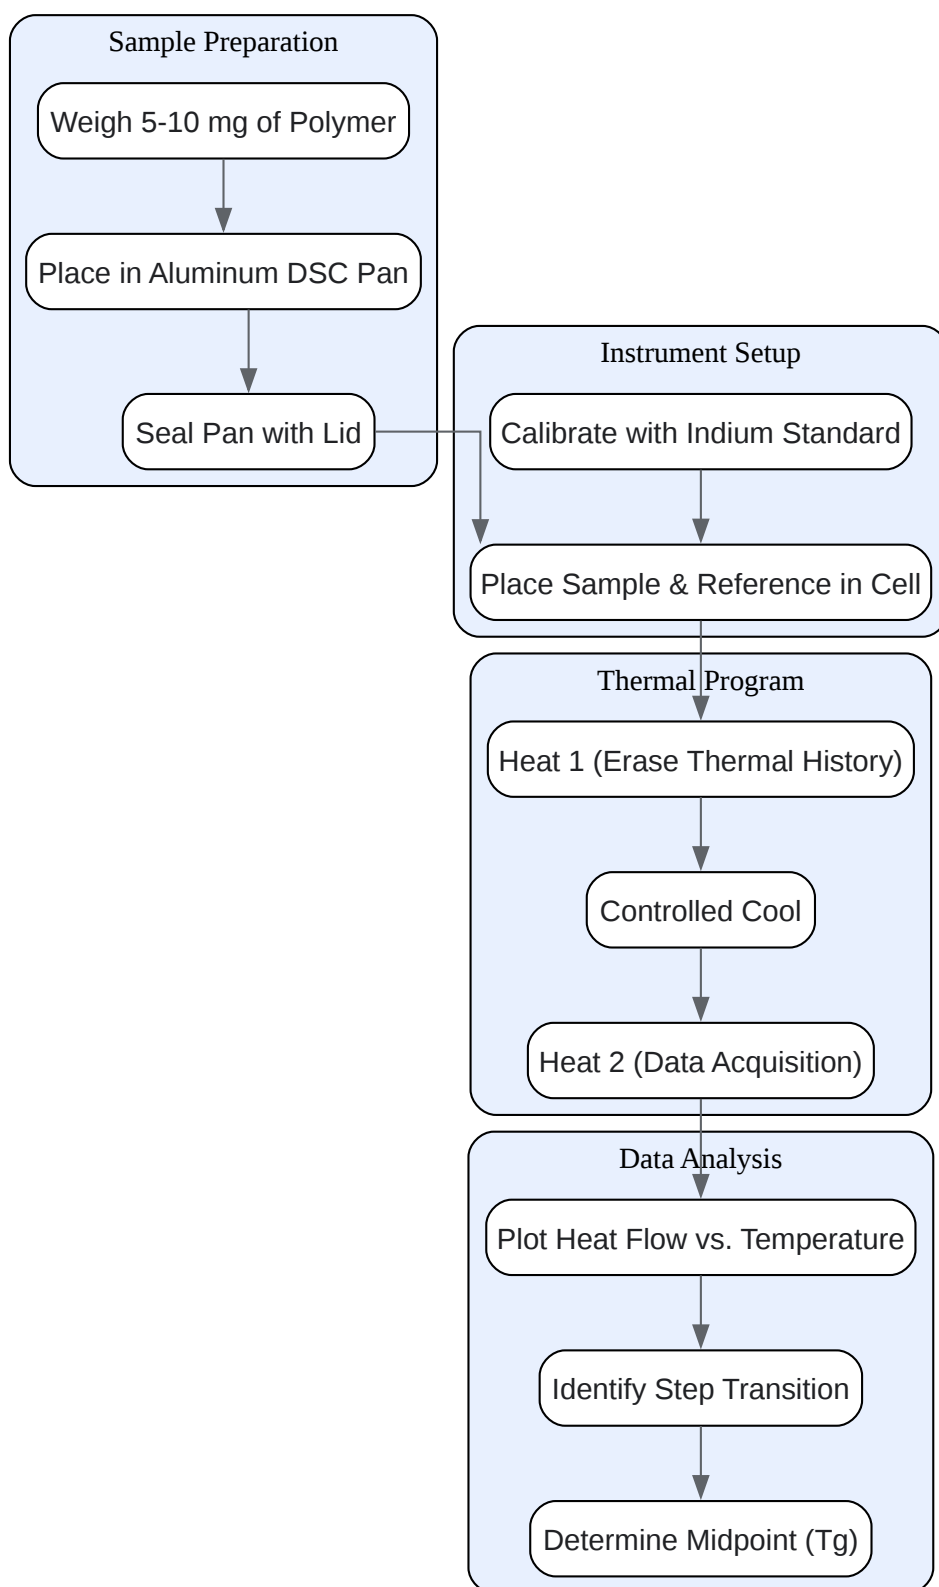 Sample Preparation
Weigh 5-10 mg of Polymer
Place in Aluminum DSC Pan
Seal Pan with Lid
Instrument Setup
Calibrate with Indium Standard
Place Sample & Reference in Cell
Thermal Program
Heat 1 (Erase Thermal History)
Controlled Cool
Heat 2 (Data Acquisition)
Data Analysis
Plot Heat Flow vs. Temperature
Identify Step Transition
Determine Midpoint (Tg)